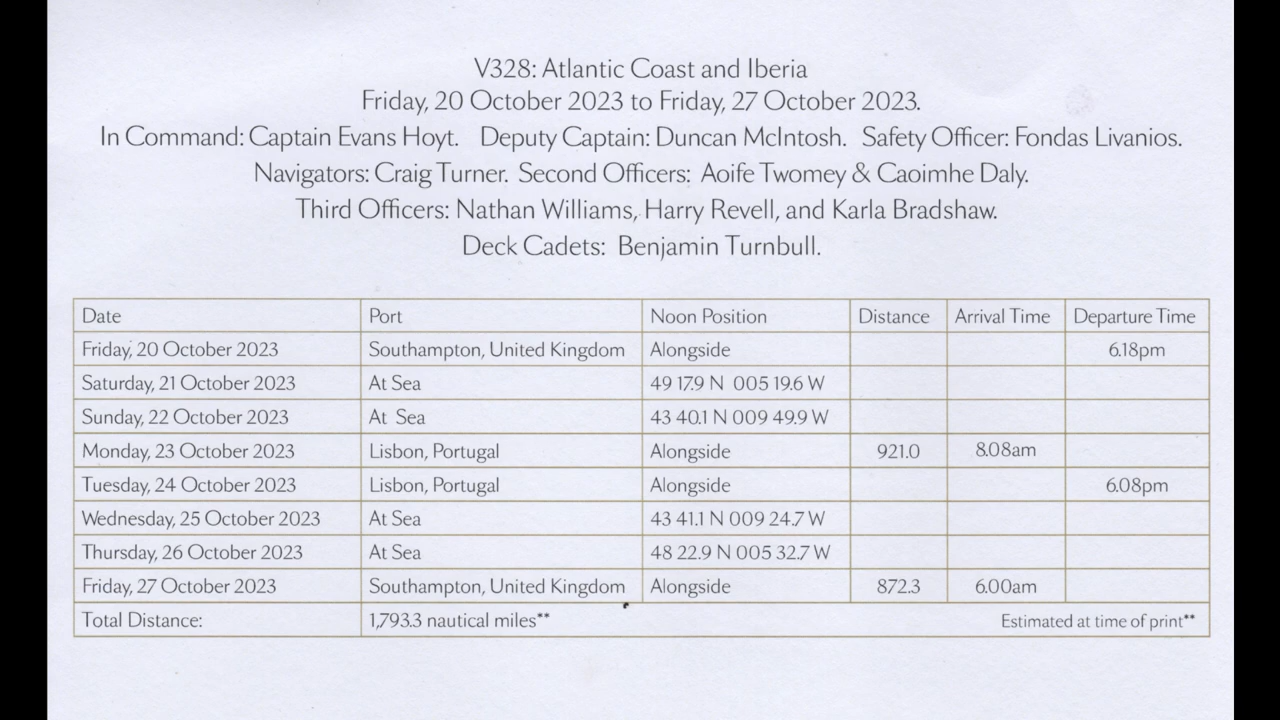 V328: Atlantic Coast and Iberia
Friday, 20 October 2023 to Friday, 27 October 2023.
In Command: Captain Evans Hoyt. Deputy Captain: Duncan McIntosh. Safety Officer: Fondas Livanios.
Navigators: Craig Turner. Second Officers: Aoife Twomey & Caoimhe Daly.
Third Officers: Nathan Williams, Harry Revell, and Karla Bradshaw.
Deck Cadets: Benjamin Turnbull.
Date Port Noon Position Distance Arrival Time Departure Time
Friday, 20 October 2023 Southampton, United Kingdom Alongside 6.18pm
Saturday, 21 October 2023 At Sea 49 17.9 N 005 19.6 W
Sunday, 22 October 2023 At Sea 43 40.1 N 009 49.9 W
Monday, 23 October 2023 Lisbon, Portugal Alongside 921.0 8.08am
Tuesday, 24 October 2023 Lisbon, Portugal Alongside 6.08pm
Wednesday, 25 October 2023 At Sea 43 41.1 N 009 24.7 W
Thursday, 26 October 2023 At Sea 48 22.9 N 005 32.7 W
Friday, 27 October 2023 Southampton, United Kingdom Alongside 872.3 6.00am
Total Distance: 1,793.3 nautical miles** Estimated at time of print**